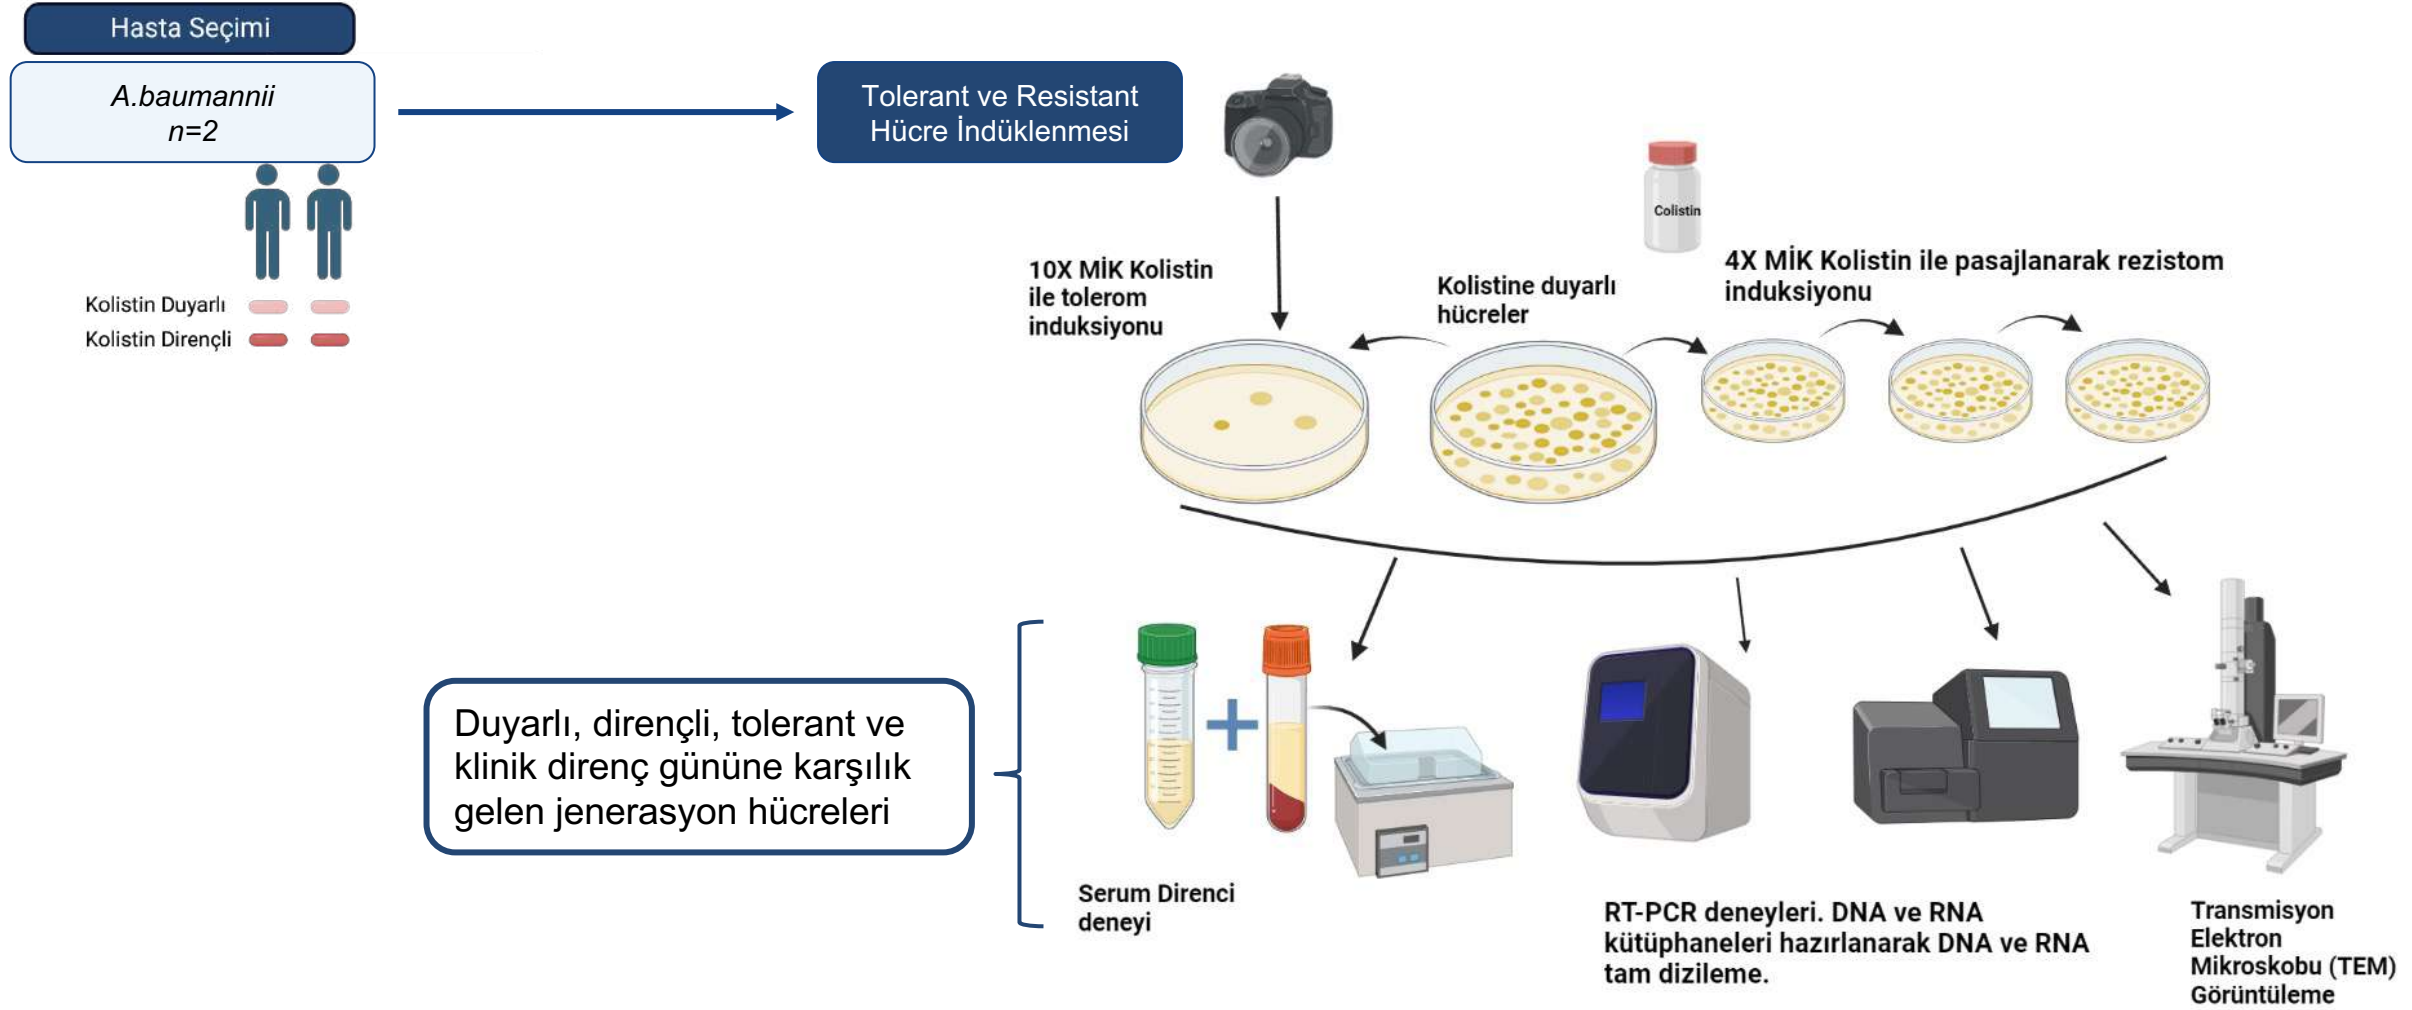 Hasta Seçimi
A.baumannii
n=2
Kolistin Duyarlı
Kolistin Dirençli
Tolerant ve Resistant
Hücre İndüklenmesi
Colistin
10X MİK Kolistin
ile tolerom
induksiyonu
Kolistine duyarlı
hücreler
4X MİK Kolistin ile pasajlanarak rezistom
induksiyonu
Duyarlı, dirençli, tolerant ve
klinik direnç gününe karşılık
gelen jenerasyon hücreleri
Serum Direnci
deneyi
RT-PCR deneyleri. DNA ve RNA
kütüphaneleri hazırlanarak DNA ve RNA
tam dizileme.
Transmisyon
Elektron
Mikroskobu (TEM)
Görüntüleme